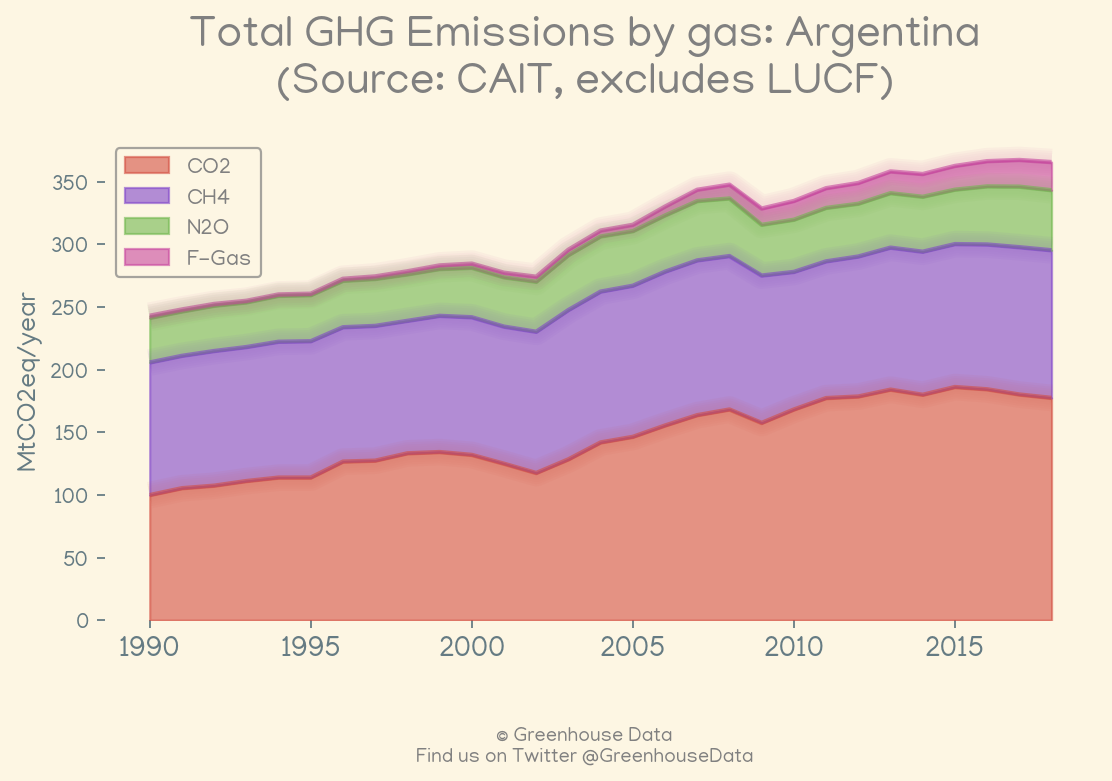 Total GHG Emissions by gas: Argentina
(Source: CAIT, excludes LUCF)
CO2
CH4
N2O
F-Gas
MtCO2eq/year
350
300
250
200
150
100
50
0
1990 1995 2000 2005 2010 2015
© Greenhouse Data
Find us on Twitter @GreenhouseData